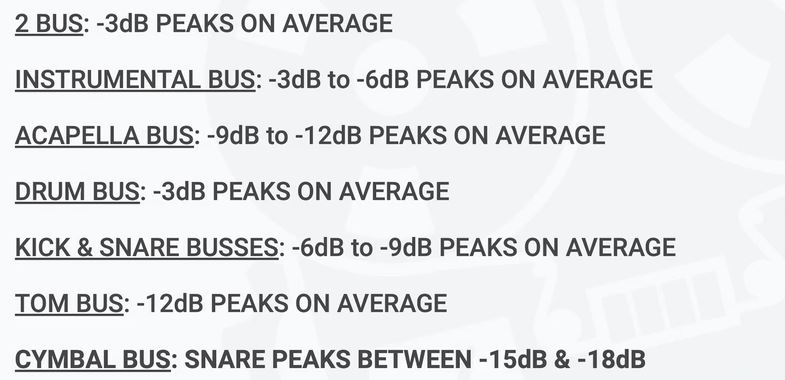 2 BUS: -3dB PEAKS ON AVERAGE
INSTRUMENTAL BUS: -3dB to -6dB PEAKS ON AVERAGE
ACAPELLA BUS: -9dB to -12dB PEAKS ON AVERAGE
DRUM BUS: -3dB PEAKS ON AVERAGE
KICK & SNARE BUSSES: -6dB to -9dB PEAKS ON AVERAGE
TOM BUS: -12dB PEAKS ON AVERAGE
CYMBAL BUS: SNARE PEAKS BETWEEN -15dB & -18dB